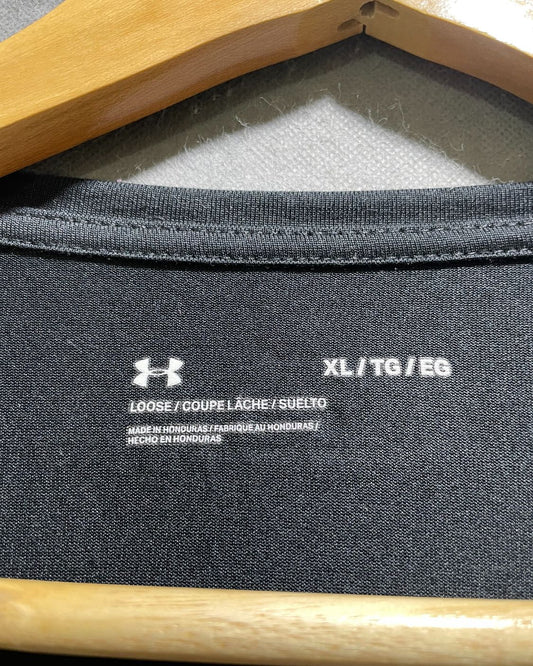 XL / TG / EG
LOOSE / COUPE LÂCHE / SUELTO
MADE IN HONDURAS / FABRIQUE AU HONDURAS /
HECHO EN HONDURAS